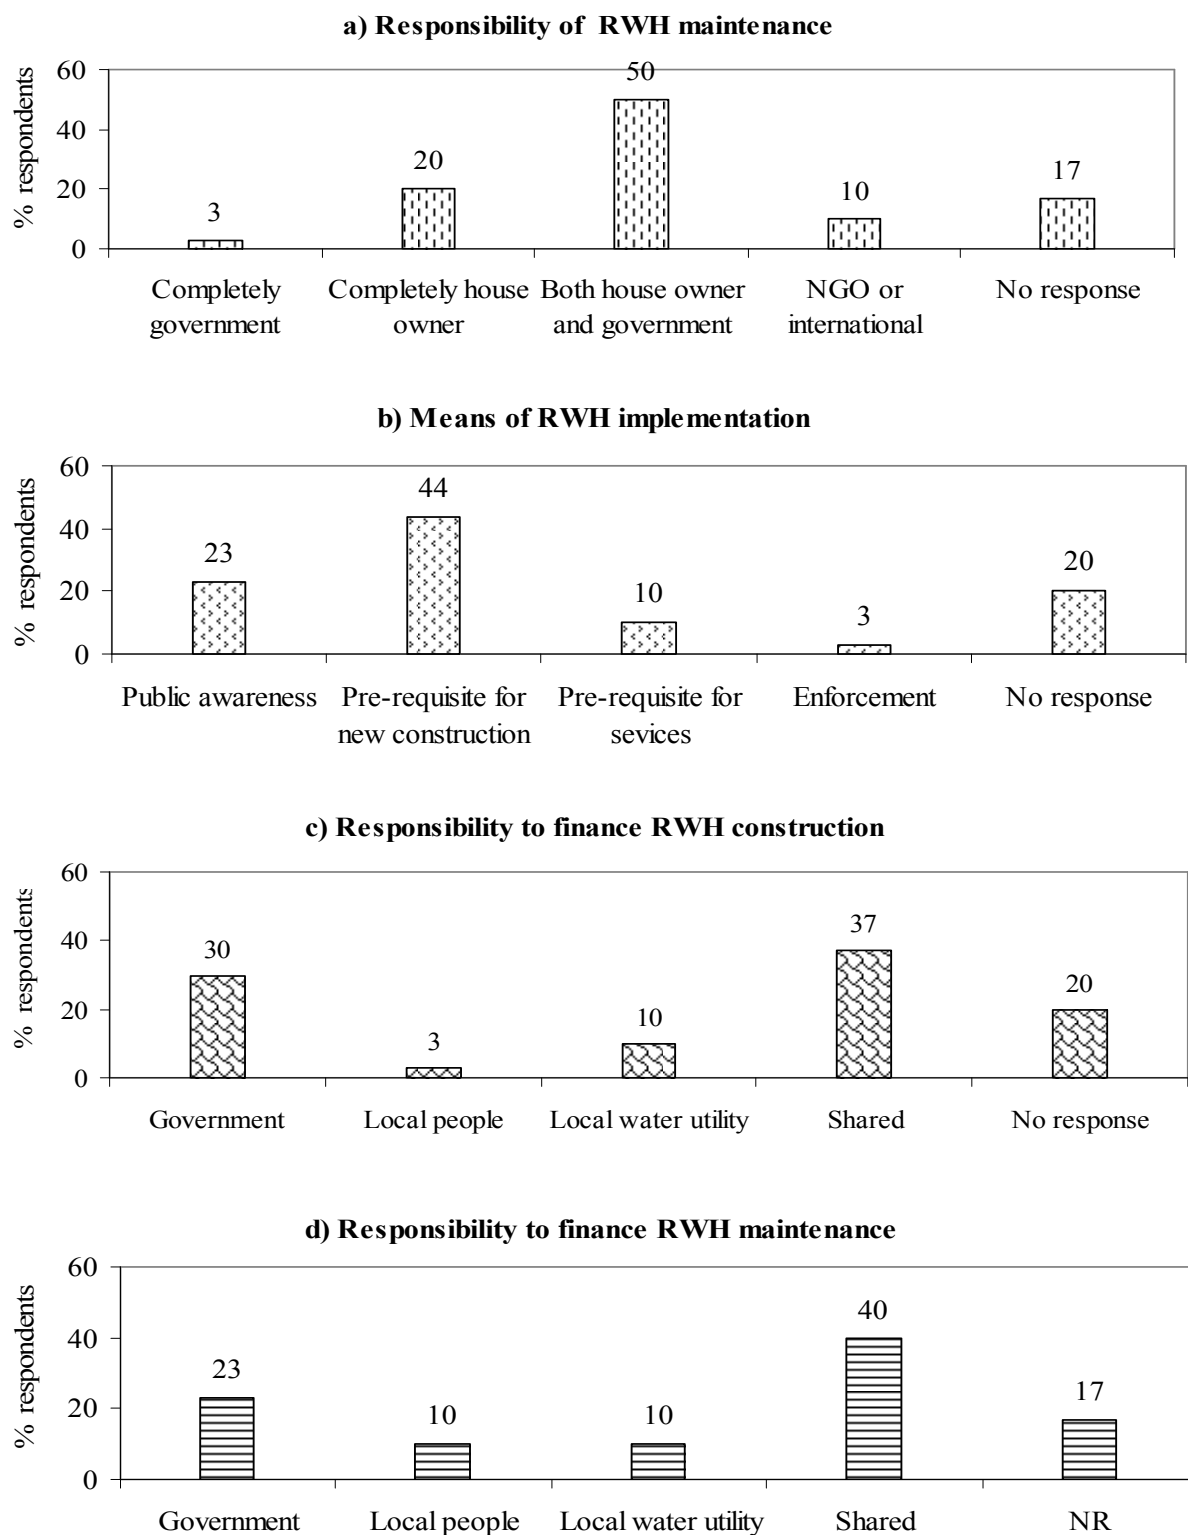 a) Responsibility of RWH maintenance
% respondents
60
40
20
0
3
20
50
10
17
Completely government
Completely house owner
Both house owner and government
NGO or international
No response
b) Means of RWH implementation
% respondents
60
40
20
0
23
44
10
3
20
Public awareness
Pre-requisite for new construction
Pre-requisite for sevices
Enforcement
No response
c) Responsibility to finance RWH construction
% respondents
60
40
20
0
30
3
10
37
20
Government
Local people
Local water utility
Shared
No response
d) Responsibility to finance RWH maintenance
% respondents
60
40
20
0
23
10
10
40
17
Government
Local people
Local water utility
Shared
NR